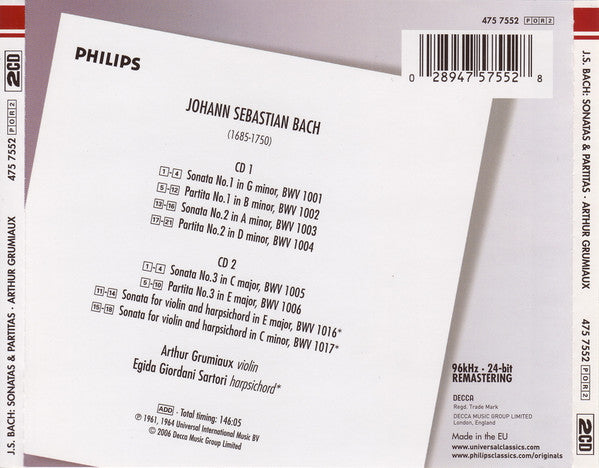 475 7552 POR2
PHILIPS
0 28947 57552 8
JOHANN SEBASTIAN BACH
(1685-1750)
CD 1
1-4 Sonata No.1 in G minor, BWV 1001
5-12 Partita No.1 in B minor, BWV 1002
13-16 Sonata No.2 in A minor, BWV 1003
17-21 Partita No.2 in D minor, BWV 1004
CD 2
1-4 Sonata No.3 in C major, BWV 1005
5-10 Partita No.3 in E major, BWV 1006
11-14 Sonata for violin and harpsichord in E major, BWV 1016*
15-18 Sonata for violin and harpsichord in C minor, BWV 1017*
Arthur Grumiaux violin
Egida Giordani Sartori harpsichord*
ADD · Total timing: 146:05
℗ 1961, 1964 Universal International Music BV
© 2006 Decca Music Group Limited
96kHz · 24-bit
REMASTERING
DECCA
Regd. Trade Mark
DECCA MUSIC GROUP LIMITED
London, England
Made in the EU
www.universalclassics.com
www.philipsclassics.com/originals
J.S. BACH: SONATAS & PARTITAS · ARTHUR GRUMIAUX 475 7552 POR2 2CD
J.S. BACH: SONATAS & PARTITAS · ARTHUR GRUMIAUX 475 7552 POR2 2CD